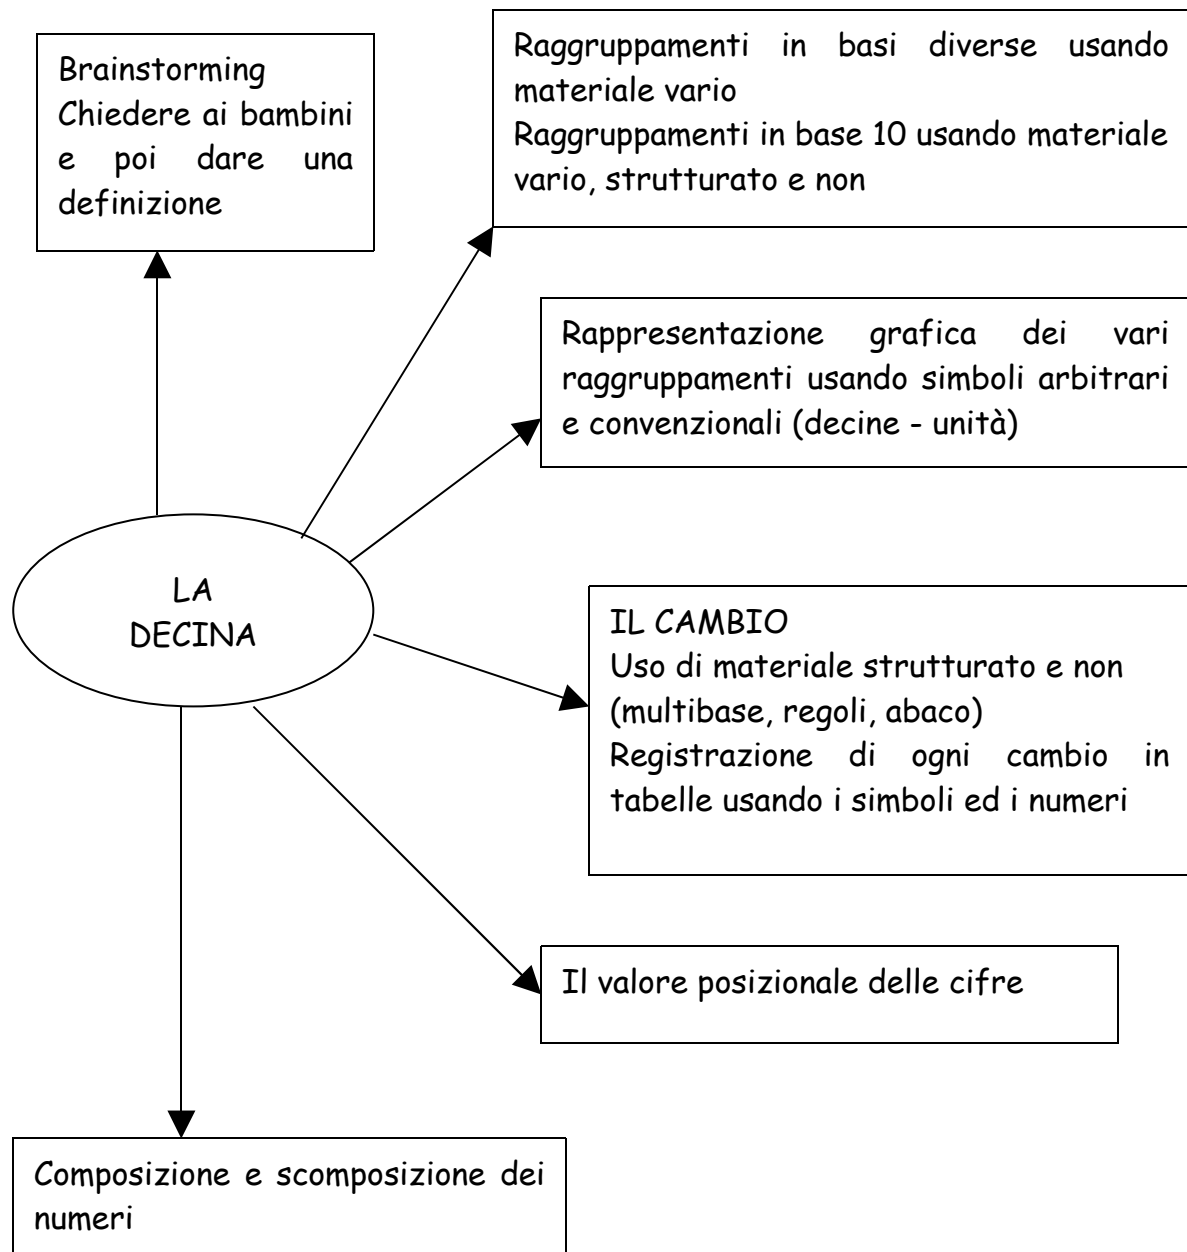 Brainstorming
Chiedere ai bambini
e poi dare una
definizione
Raggruppamenti in basi diverse usando
materiale vario
Raggruppamenti in base 10 usando materiale
vario, strutturato e non
Rappresentazione grafica dei vari
raggruppamenti usando simboli arbitrari
e convenzionali (decine - unità)
LA
DECINA
IL CAMBIO
Uso di materiale strutturato e non
(multibase, regoli, abaco)
Registrazione di ogni cambio in
tabelle usando i simboli ed i numeri
Il valore posizionale delle cifre
Composizione e scomposizione dei
numeri